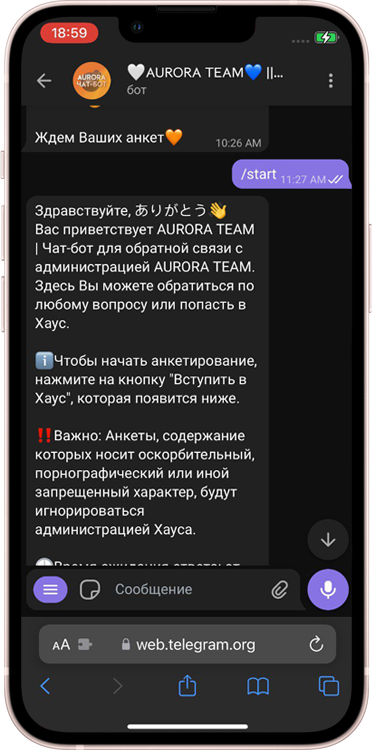 18:59
AURORA
ЧАТ-БОТ
🤍AURORA TEAM💙 ||...
бот
Ждем Ваших анкет🧡
10:26 AM
/start
11:27 AM
Здравствуйте, ありがとう👋
Вас приветствует AURORA TEAM
| Чат-бот для обратной связи с
администрацией AURORA TEAM.
Здесь Вы можете обратиться по
любому вопросу или попасть в
Хаус.
ℹ️Чтобы начать анкетирование,
нажмите на кнопку "Вступить в
Хаус", которая появится ниже.
‼️Важно: Анкеты, содержание
которых носит оскорбительный,
порнографический или иной
запрещенный характер, будут
игнорироваться
администрацией Хауса.
🕒Время ожидания ответа: от
Сообщение
AA
web.telegram.org